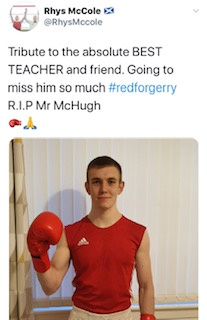 Rhys McCole 🏴󠁧󠁢󠁳󠁣󠁴󠁿
@RhysMccole
Tribute to the absolute BEST
TEACHER and friend. Going to
miss him so much #redforgerry
R.I.P Mr McHugh
🥊🙏
adidas